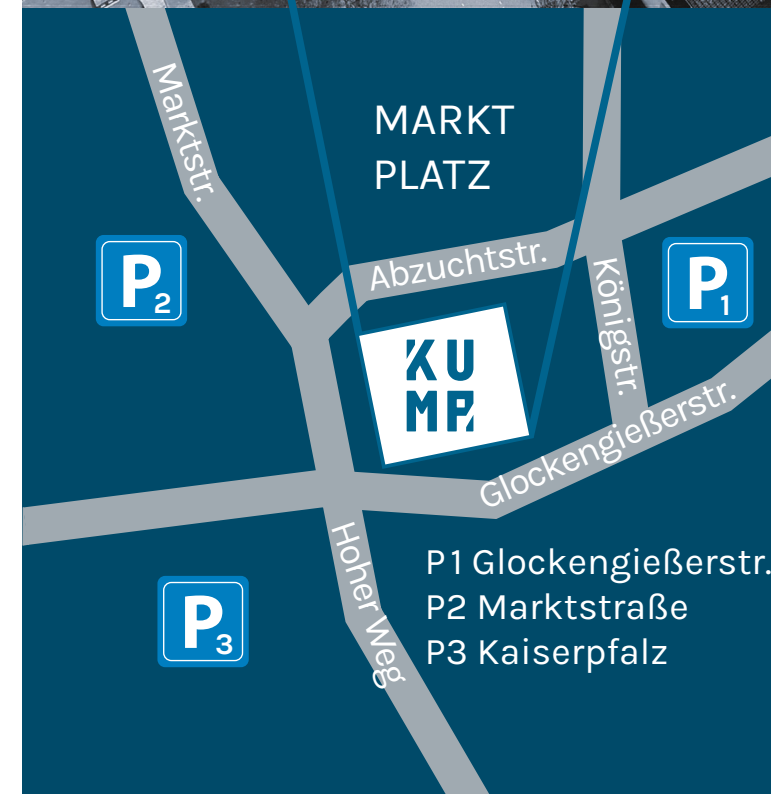 MARKT
PLATZ
Marktstr.
Abzuchtstr.
Königstr.
P2
P1
KU
MP.
Glockengießerstr.
Hoher Weg
P1 Glockengießerstr.
P2 Marktstraße
P3 Kaiserpfalz
P3